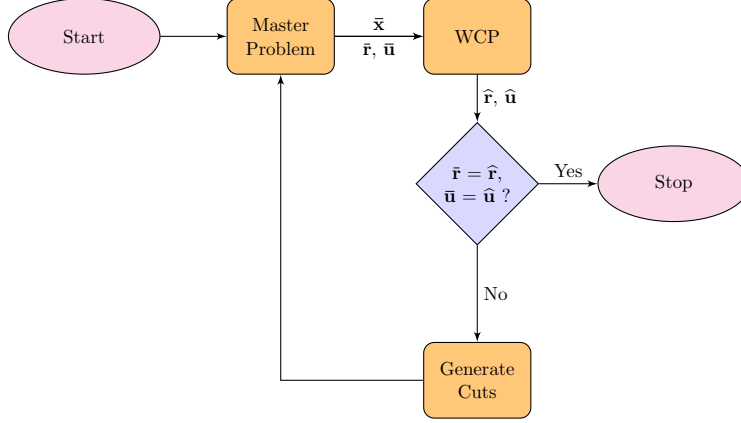 Start
Master
Problem
x̄
r̄, ū
WCP
r̂, û
r̄ = r̂,
ū = û ?
Yes
Stop
No
Generate
Cuts